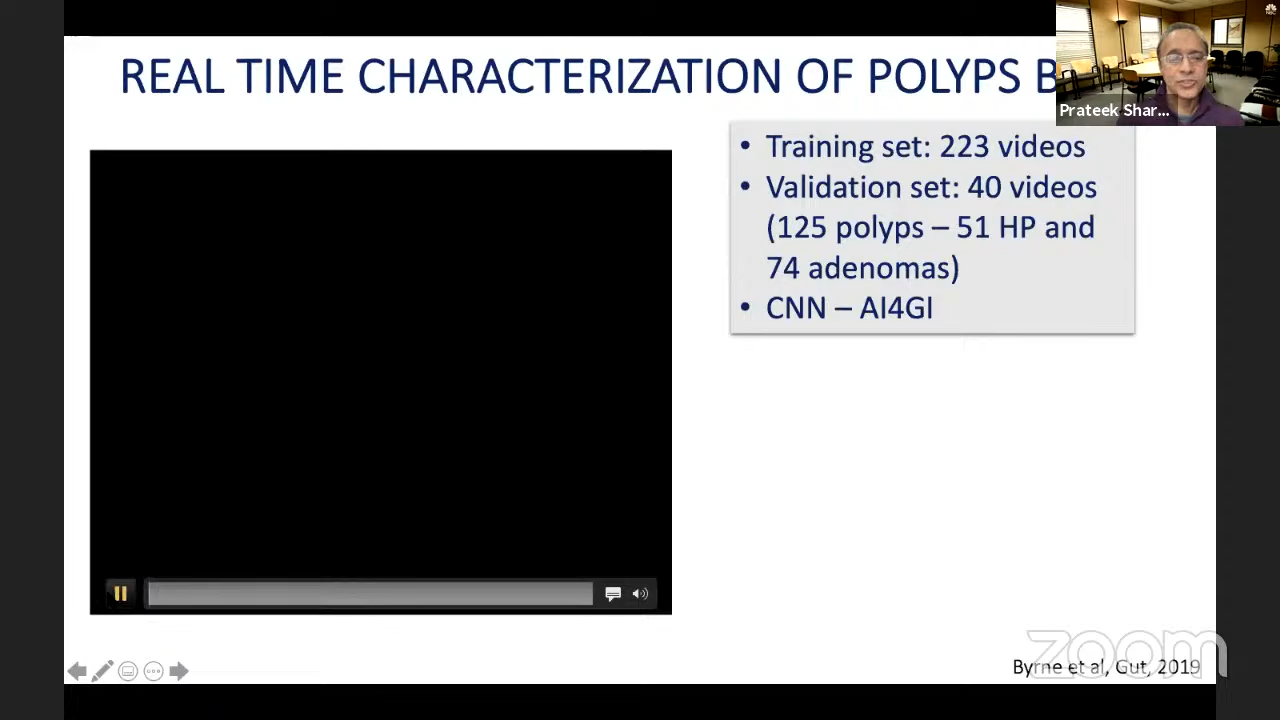 REAL TIME CHARACTERIZATION OF POLYPS B
Prateek Shar...
• Training set: 223 videos
• Validation set: 40 videos
(125 polyps – 51 HP and
74 adenomas)
• CNN – AI4GI
zoom
Byrne et al, Gut, 2019